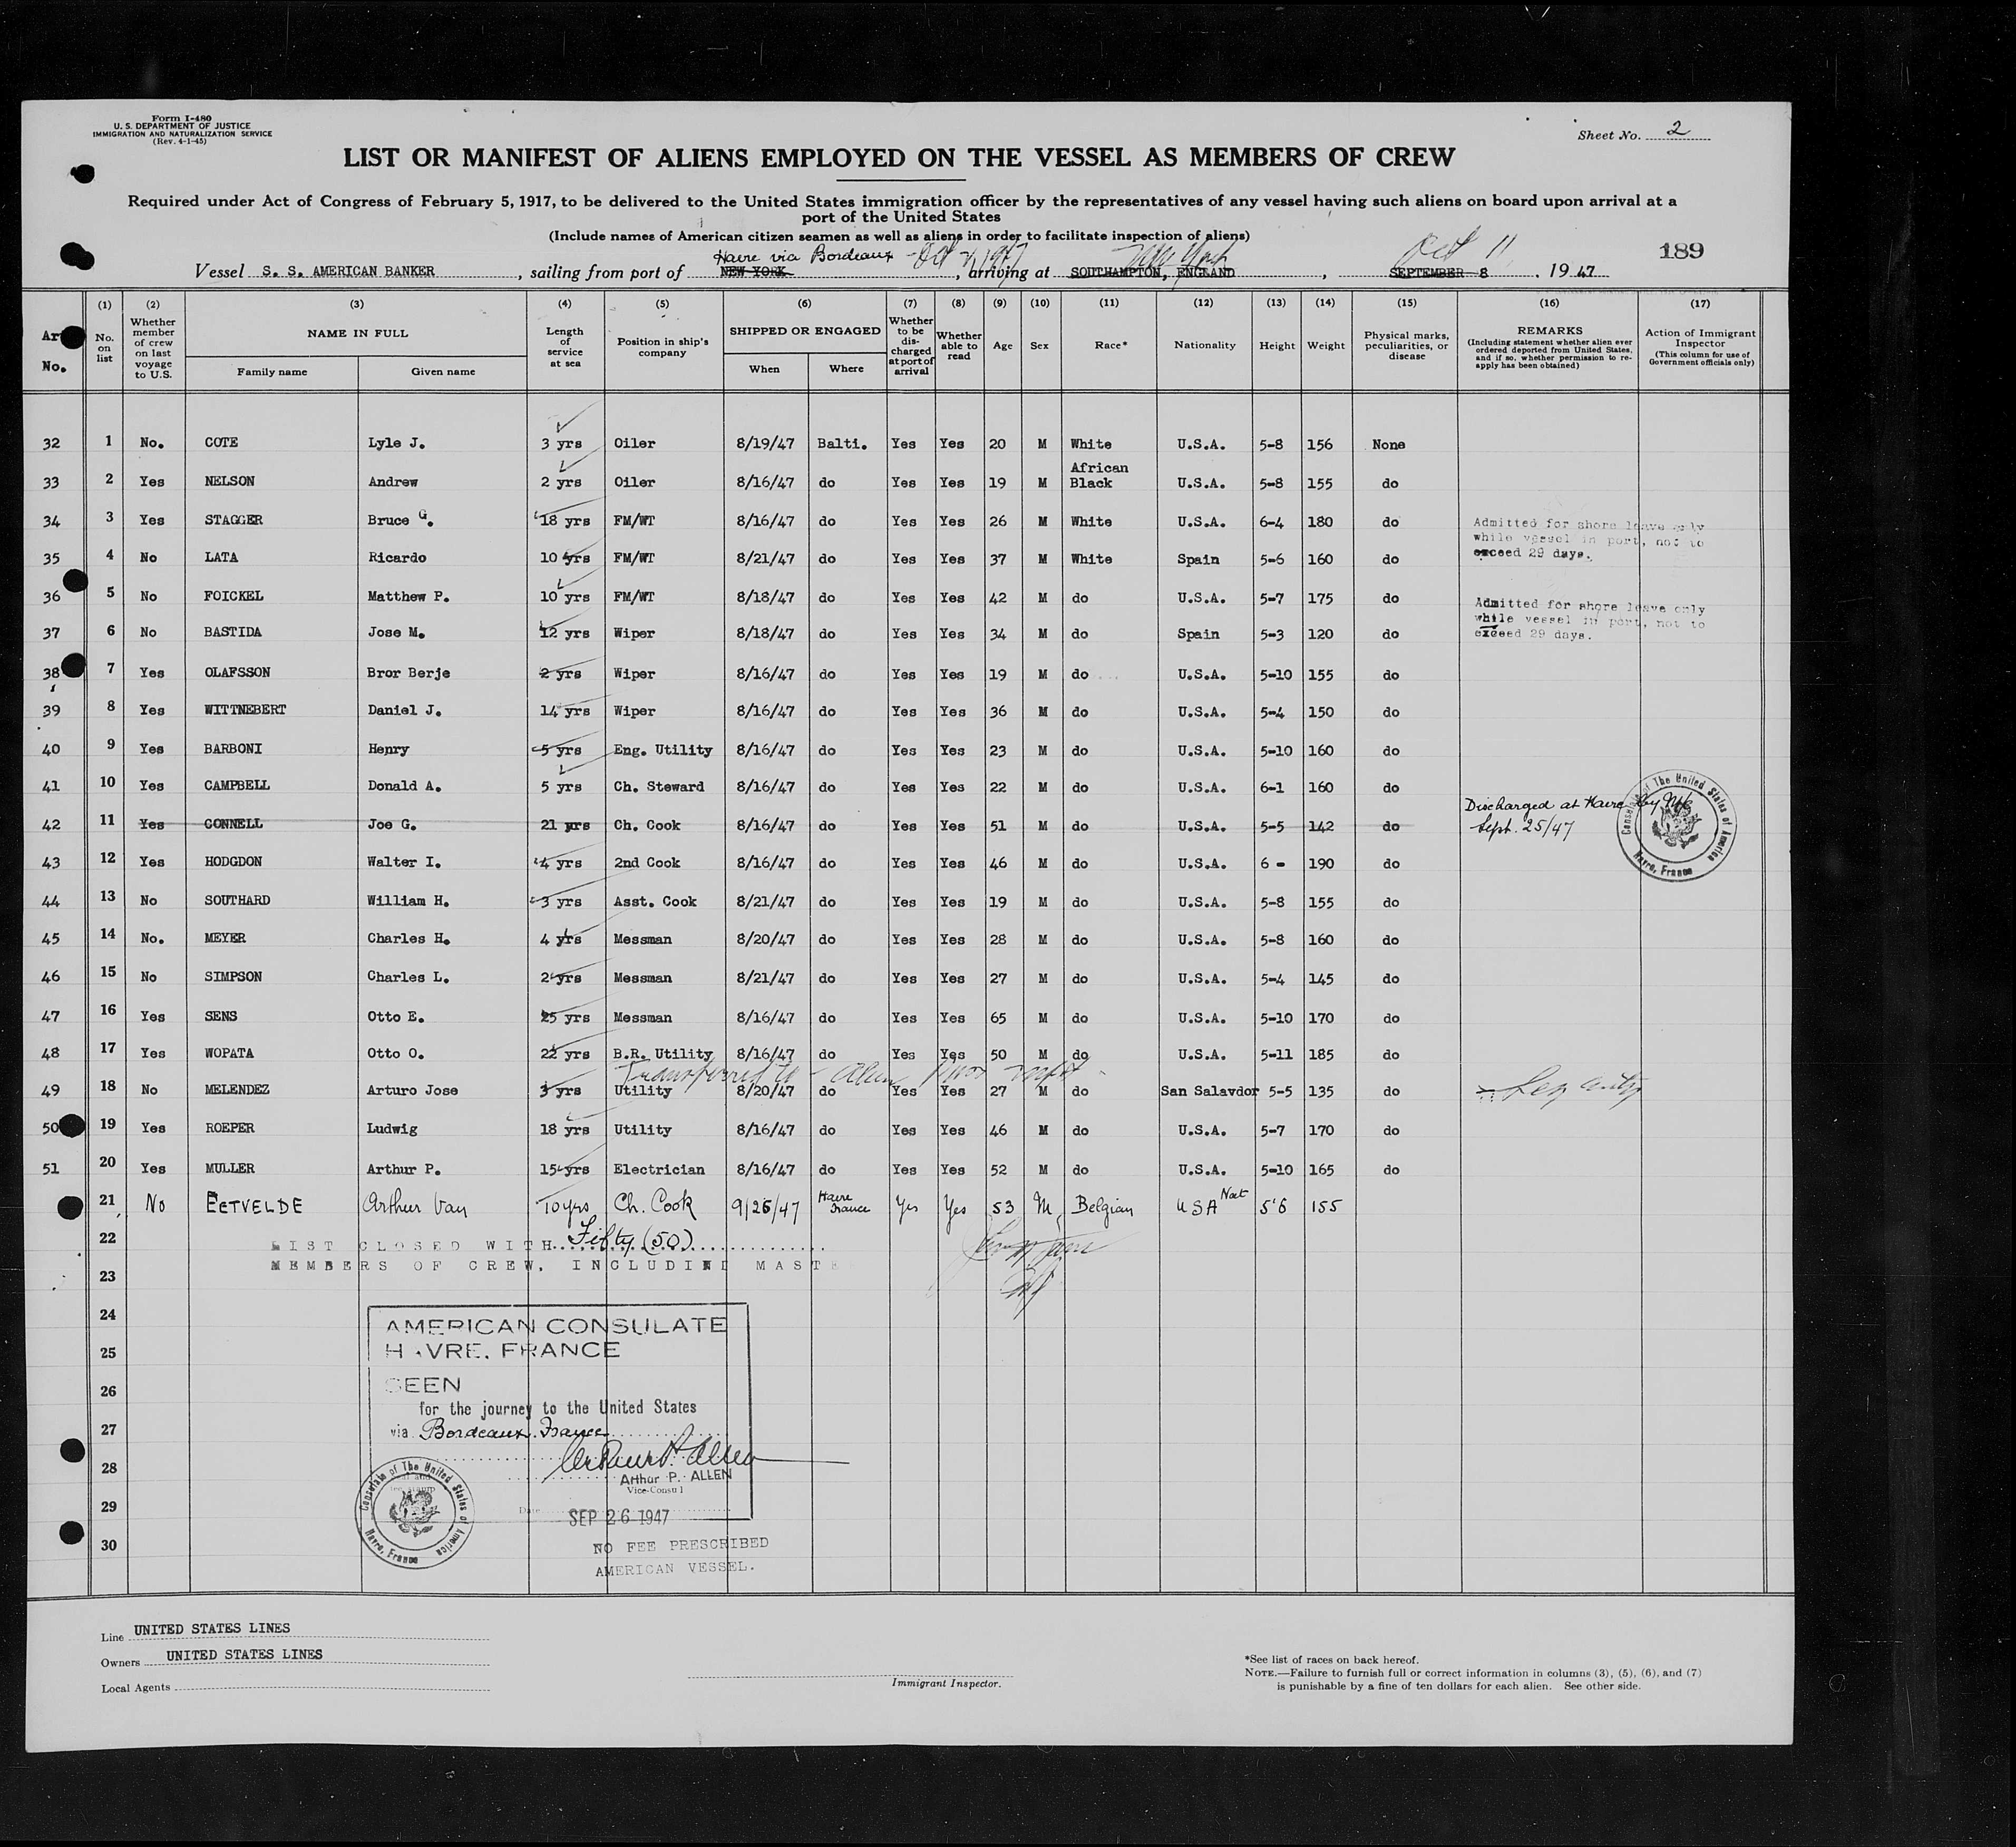 Form I-480
U. S. DEPARTMENT OF JUSTICE
IMMIGRATION AND NATURALIZATION SERVICE
(Rev. 4-1-45)
Sheet No. 2
LIST OR MANIFEST OF ALIENS EMPLOYED ON THE VESSEL AS MEMBERS OF CREW
Required under Act of Congress of February 5, 1917, to be delivered to the United States immigration officer by the representatives of any vessel having such aliens on board upon arrival at a
port of the United States
(Include names of American citizen seamen as well as aliens in order to facilitate inspection of aliens)
Havre via Bordeaux - Oct 2, 1947 New York Oct 11 189
Vessel S. S. AMERICAN BANKER , sailing from port of NEW YORK , arriving at SOUTHAMPTON, ENGLAND , SEPTEMBER 8 , 19 47
(1) (2) (3) (4) (5) (6) (7) (8) (9) (10) (11) (12) (13) (14) (15) (16) (17)
Art No.
No. on list
Whether member of crew on last voyage to U.S.
NAME IN FULL
Family name Given name
Length of service at sea
Position in ship's company
SHIPPED OR ENGAGED
When Where
Whether to be discharged at port of arrival
Whether able to read
Age Sex Race* Nationality Height Weight
Physical marks, peculiarities, or disease
REMARKS
(Including statement whether alien ever ordered deported from United States, and if so, whether permission to reapply has been obtained)
Action of Immigrant Inspector
(This column for use of Government officials only)
32 1 No. COTE Lyle J. 3 yrs Oiler 8/19/47 Balti. Yes Yes 20 M White U.S.A. 5-8 156 None
33 2 Yes NELSON Andrew 2 yrs Oiler 8/16/47 do Yes Yes 19 M African Black U.S.A. 5-8 155 do
34 3 Yes STAGGER Bruce G. 18 yrs FM/WT 8/16/47 do Yes Yes 26 M White U.S.A. 6-4 180 do
35 4 No LATA Ricardo 10 yrs FM/WT 8/21/47 do Yes Yes 37 M White Spain 5-6 160 do Admitted for shore leave only while vessel in port, not to exceed 29 days.
36 5 No FOICKEL Matthew P. 10 yrs FM/WT 8/18/47 do Yes Yes 42 M do U.S.A. 5-7 175 do
37 6 No BASTIDA Jose M. 12 yrs Wiper 8/18/47 do Yes Yes 34 M do Spain 5-3 120 do Admitted for shore leave only while vessel in port, not to exceed 29 days.
38 7 Yes OLAFSSON Bror Berje 2 yrs Wiper 8/16/47 do Yes Yes 19 M do U.S.A. 5-10 155 do
39 8 Yes WITTNEBERT Daniel J. 14 yrs Wiper 8/16/47 do Yes Yes 36 M do U.S.A. 5-4 150 do
40 9 Yes BARBONI Henry 5 yrs Eng. Utility 8/16/47 do Yes Yes 23 M do U.S.A. 5-10 160 do
41 10 Yes CAMPBELL Donald A. 5 yrs Ch. Steward 8/16/47 do Yes Yes 22 M do U.S.A. 6-1 160 do
42 11 Yes CONNELL Joe G. 21 yrs Ch. Cook 8/16/47 do Yes Yes 51 M do U.S.A. 5-5 142 do Discharged at Havre by Sept. 25/47
Consulate of The United States of America Havre, France
43 12 Yes HODGDON Walter I. 4 yrs 2nd Cook 8/16/47 do Yes Yes 46 M do U.S.A. 6 - 190 do
44 13 No SOUTHARD William H. 3 yrs Asst. Cook 8/21/47 do Yes Yes 19 M do U.S.A. 5-8 155 do
45 14 No. MEYER Charles H. 4 yrs Messman 8/20/47 do Yes Yes 28 M do U.S.A. 5-8 160 do
46 15 No SIMPSON Charles L. 2 yrs Messman 8/21/47 do Yes Yes 27 M do U.S.A. 5-4 145 do
47 16 Yes SENS Otto E. 25 yrs Messman 8/16/47 do Yes Yes 65 M do U.S.A. 5-10 170 do
48 17 Yes WOPATA Otto O. 22 yrs B.R. Utility 8/16/47 do Yes Yes 50 M do U.S.A. 5-11 185 do
Transferred to Alien
49 18 No MELENDEZ Arturo Jose 3 yrs Utility 8/20/47 do Yes Yes 27 M do San Salavdor 5-5 135 do
50 19 Yes ROEPER Ludwig 18 yrs Utility 8/16/47 do Yes Yes 46 M do U.S.A. 5-7 170 do
51 20 Yes MULLER Arthur P. 15 yrs Electrician 8/16/47 do Yes Yes 52 M do U.S.A. 5-10 165 do
21 No EETVELDE Arthur Van 10 yrs Ch. Cook 9/26/47 Havre France Yes Yes 53 M Belgian USA Nat 5'6 155
22 LIST CLOSED WITH Fifty (50)
MEMBERS OF CREW, INCLUDING MASTE
23
24
25
26
27
28
29
30
AMERICAN CONSULATE
HAVRE, FRANCE
SEEN
for the journey to the United States
via Bordeaux. France
Arthur P. Allen
Arthur P. ALLEN
Vice-Consul
Date SEP 26 1947
Consulate of The United States of America Havre, France
NO FEE PRESCRIBED
AMERICAN VESSEL.
Line UNITED STATES LINES
Owners UNITED STATES LINES
Local Agents
Immigrant Inspector.
*See list of races on back hereof.
NOTE.—Failure to furnish full or correct information in columns (3), (5), (6), and (7)
is punishable by a fine of ten dollars for each alien. See other side.